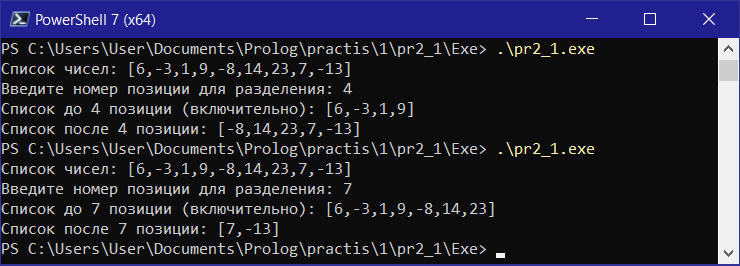 PowerShell 7 (x64)
PS C:\Users\User\Documents\Prolog\practis\1\pr2_1\Exe> .\pr2_1.exe
Список чисел: [6,-3,1,9,-8,14,23,7,-13]
Введите номер позиции для разделения: 4
Список до 4 позиции (включительно): [6,-3,1,9]
Список после 4 позиции: [-8,14,23,7,-13]
PS C:\Users\User\Documents\Prolog\practis\1\pr2_1\Exe> .\pr2_1.exe
Список чисел: [6,-3,1,9,-8,14,23,7,-13]
Введите номер позиции для разделения: 7
Список до 7 позиции (включительно): [6,-3,1,9,-8,14,23]
Список после 7 позиции: [7,-13]
PS C:\Users\User\Documents\Prolog\practis\1\pr2_1\Exe>